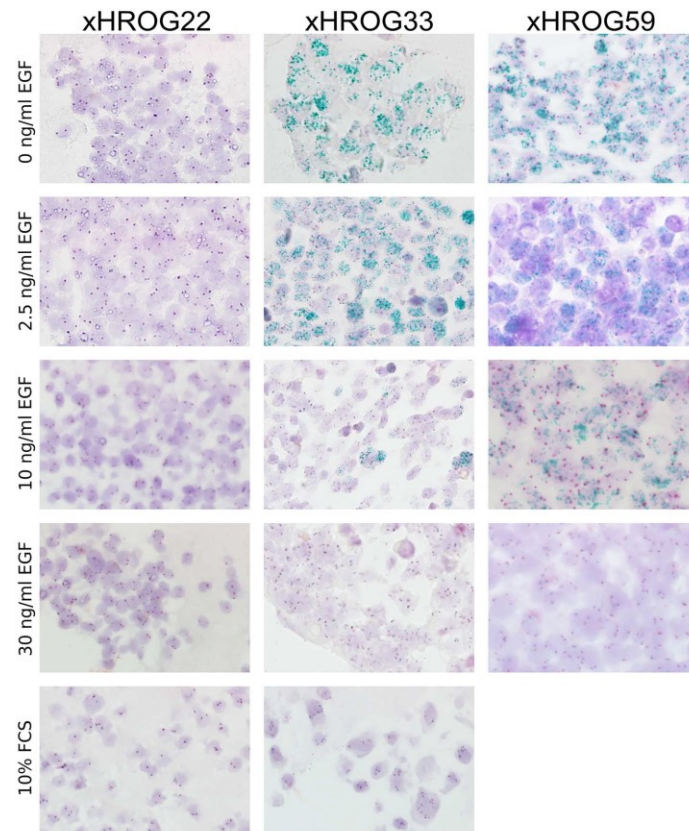 xHROG22 xHROG33 xHROG59
0 ng/ml EGF
2.5 ng/ml EGF
10 ng/ml EGF
30 ng/ml EGF
10% FCS